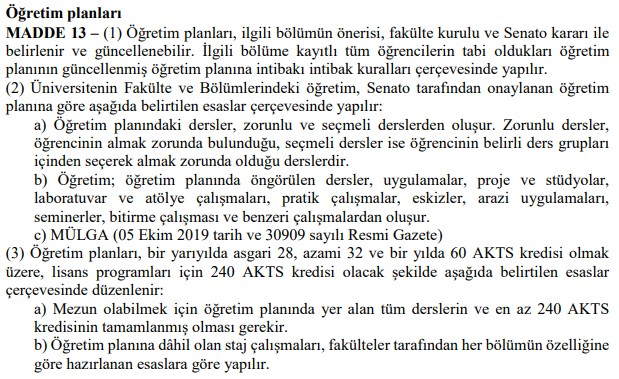 Öğretim planları
MADDE 13 – (1) Öğretim planları, ilgili bölümün önerisi, fakülte kurulu ve Senato kararı ile
belirlenir ve güncellenebilir. İlgili bölüme kayıtlı tüm öğrencilerin tabi oldukları öğretim
planının güncellenmiş öğretim planına intibakı intibak kuralları çerçevesinde yapılır.
(2) Üniversitenin Fakülte ve Bölümlerindeki öğretim, Senato tarafından onaylanan öğretim
planına göre aşağıda belirtilen esaslar çerçevesinde yapılır:
a) Öğretim planındaki dersler, zorunlu ve seçmeli derslerden oluşur. Zorunlu dersler,
öğrencinin almak zorunda bulunduğu, seçmeli dersler ise öğrencinin belirli ders grupları
içinden seçerek almak zorunda olduğu derslerdir.
b) Öğretim; öğretim planında öngörülen dersler, uygulamalar, proje ve stüdyolar,
laboratuvar ve atölye çalışmaları, pratik çalışmalar, eskizler, arazi uygulamaları,
seminerler, bitirme çalışması ve benzeri çalışmalardan oluşur.
c) MÜLGA (05 Ekim 2019 tarih ve 30909 sayılı Resmi Gazete)
(3) Öğretim planları, bir yarıyılda asgari 28, azami 32 ve bir yılda 60 AKTS kredisi olmak
üzere, lisans programları için 240 AKTS kredisi olacak şekilde aşağıda belirtilen esaslar
çerçevesinde düzenlenir:
a) Mezun olabilmek için öğretim planında yer alan tüm derslerin ve en az 240 AKTS
kredisinin tamamlanmış olması gerekir.
b) Öğretim planına dâhil olan staj çalışmaları, fakülteler tarafından her bölümün özelliğine
göre hazırlanan esaslara göre yapılır.